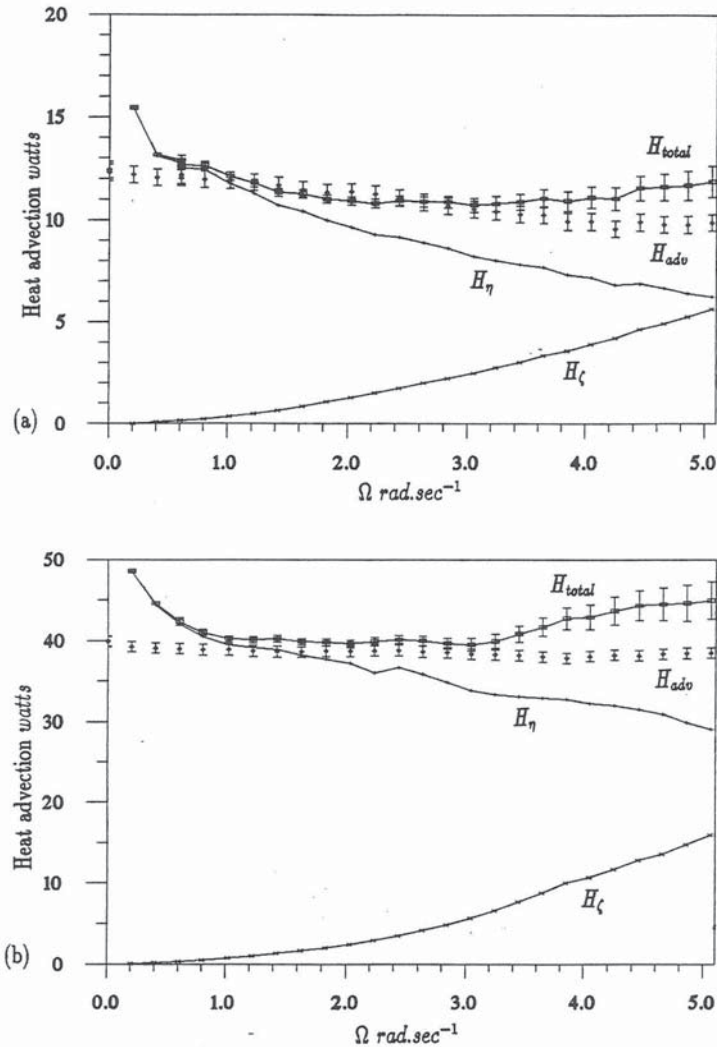 20
15
10
5
0
Heat advection watts
H_total
H_adv
H_η
H_ζ
(a)
0.0 1.0 2.0 3.0 4.0 5.0
Ω rad.sec⁻¹
50
40
30
20
10
0
Heat advection watts
H_total
H_adv
H_η
H_ζ
(b)
0.0 1.0 2.0 3.0 4.0 5.0
Ω rad.sec⁻¹